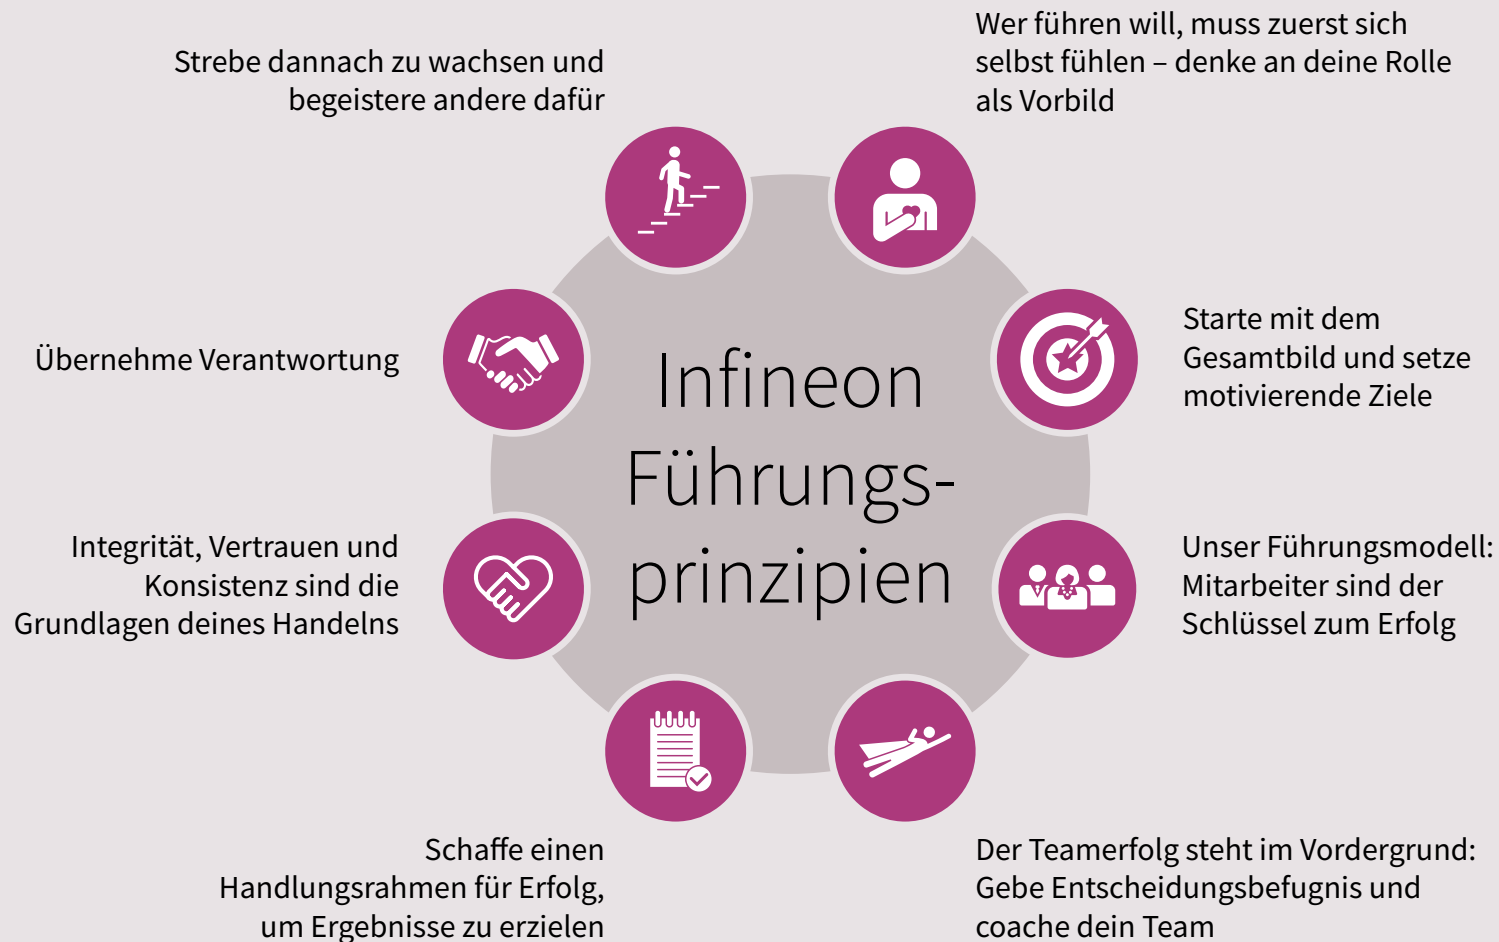 Wer führen will, muss zuerst sich
selbst fühlen – denke an deine Rolle
als Vorbild
Strebe dannach zu wachsen und
begeistere andere dafür
Starte mit dem
Gesamtbild und setze
motivierende Ziele
Übernehme Verantwortung
Infineon
Führungs-
prinzipien
Integrität, Vertrauen und
Konsistenz sind die
Grundlagen deines Handelns
Unser Führungsmodell:
Mitarbeiter sind der
Schlüssel zum Erfolg
Schaffe einen
Handlungsrahmen für Erfolg,
um Ergebnisse zu erzielen
Der Teamerfolg steht im Vordergrund:
Gebe Entscheidungsbefugnis und
coache dein Team